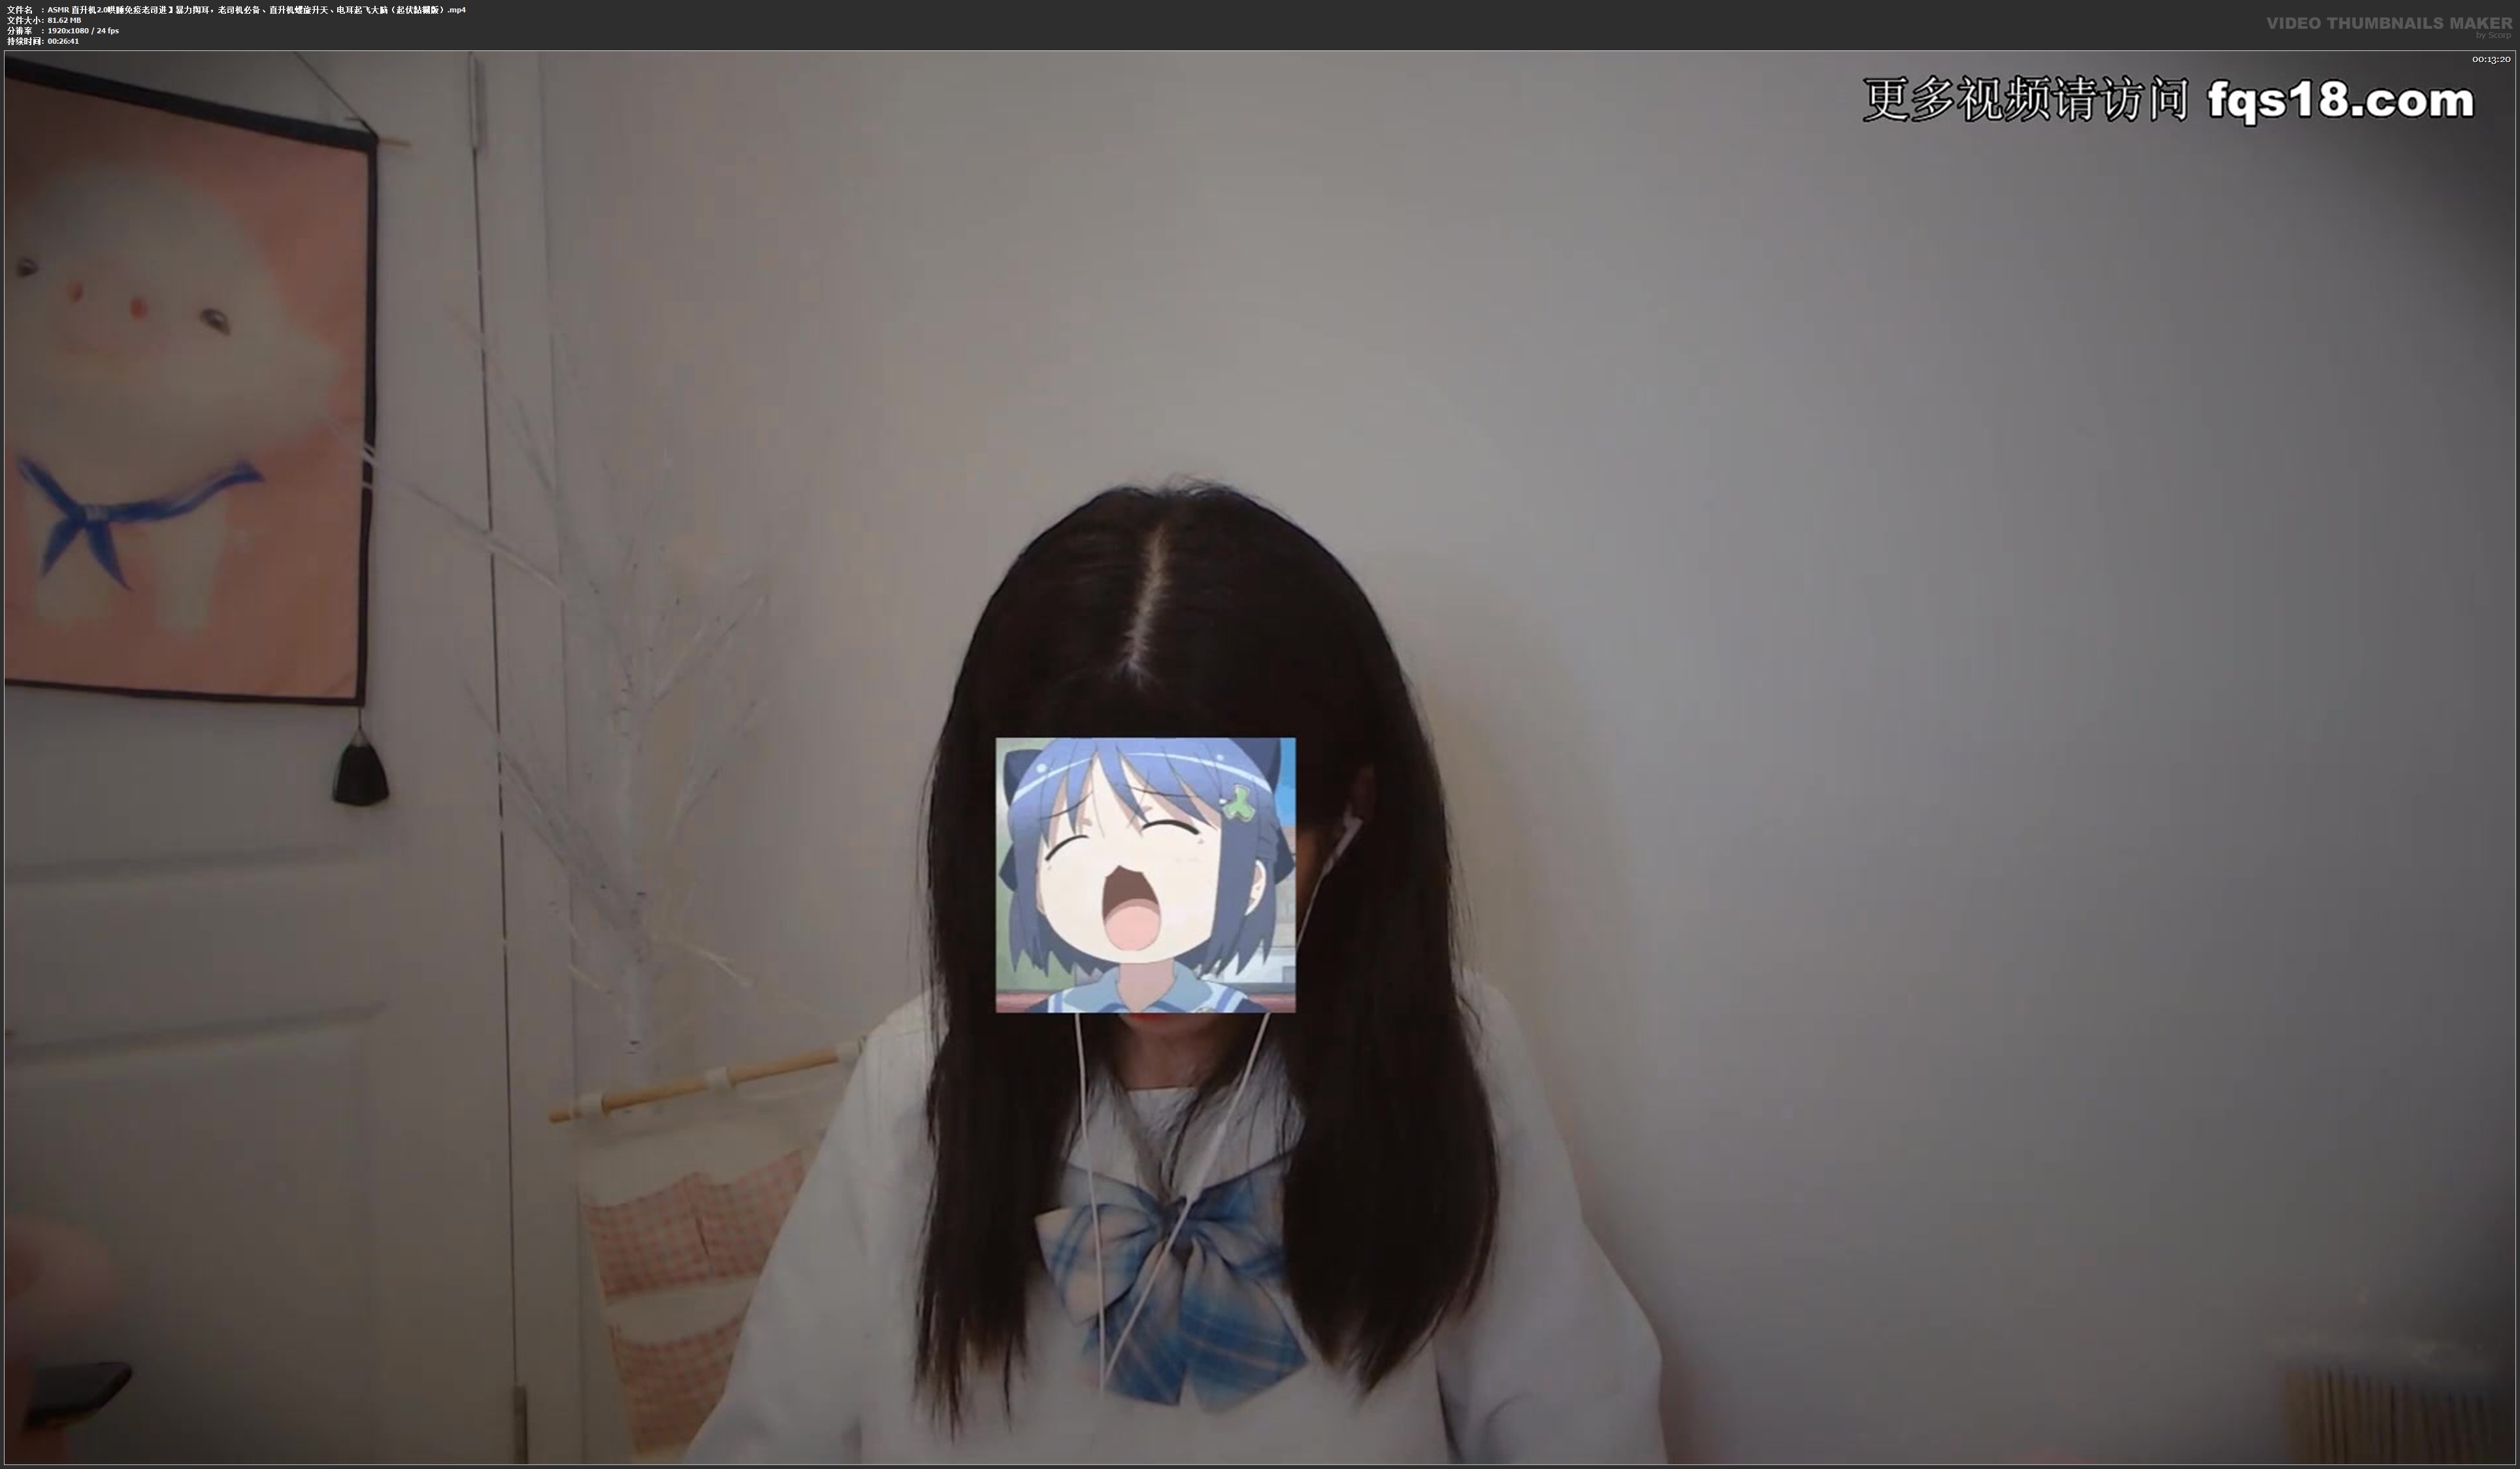 文件名 : ASMR 直升机2.0哄睡免疫老司进】暴力掏耳，老司机必备、直升机螺旋升天、电耳起飞大脑（起伏骷髅版）.mp4
文件大小: 81.62 MB
分辨率 : 1920x1080 / 24 fps
持续时间: 00:26:41
VIDEO THUMBNAILS MAKER
by Scorp
00:13:20
更多视频请访问 fqs18.com